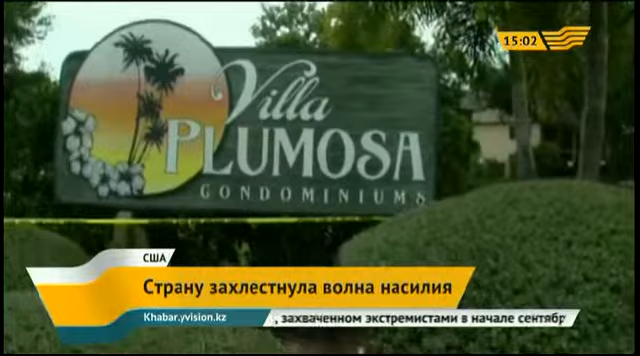 15:02
Villa
PLUMOSA
CONDOMINIUMS
США
Страну захлестнула волна насилия
Khabar.yvision.kz
, захваченном экстремистами в начале сентябр